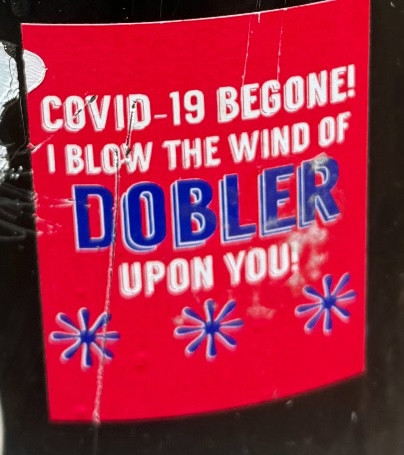 COVID-19 BEGONE!
I BLOW THE WIND OF
DOBLER
UPON YOU!